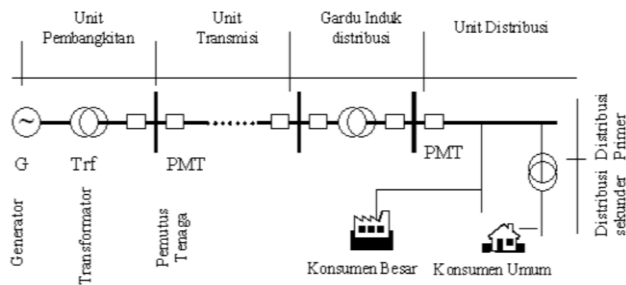 Unit
Pembangkitan
Unit
Transmisi
Gardu Induk
distribusi
Unit Distribusi
~
G
Trf
PMT
PMT
Generator
Transformator
Pemutus
Tenaga
Distribusi
Primer
Distribusi
sekunder
Konsumen Besar
Konsumen Umum